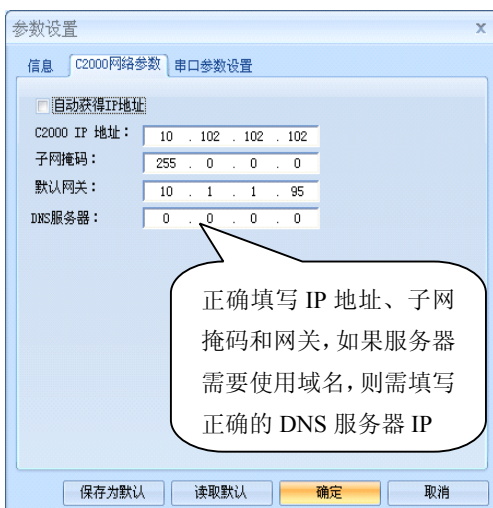 参数设置 x
信息 C2000网络参数 串口参数设置
自动获得IP地址
C2000 IP 地址： 10 . 102 . 102 . 102
子网掩码： 255 . 0 . 0 . 0
默认网关： 10 . 1 . 1 . 95
DNS服务器： 0 . 0 . 0 . 0
正确填写 IP 地址、子网
掩码和网关，如果服务器
需要使用域名，则需填写
正确的 DNS 服务器 IP
保存为默认 读取默认 确定 取消